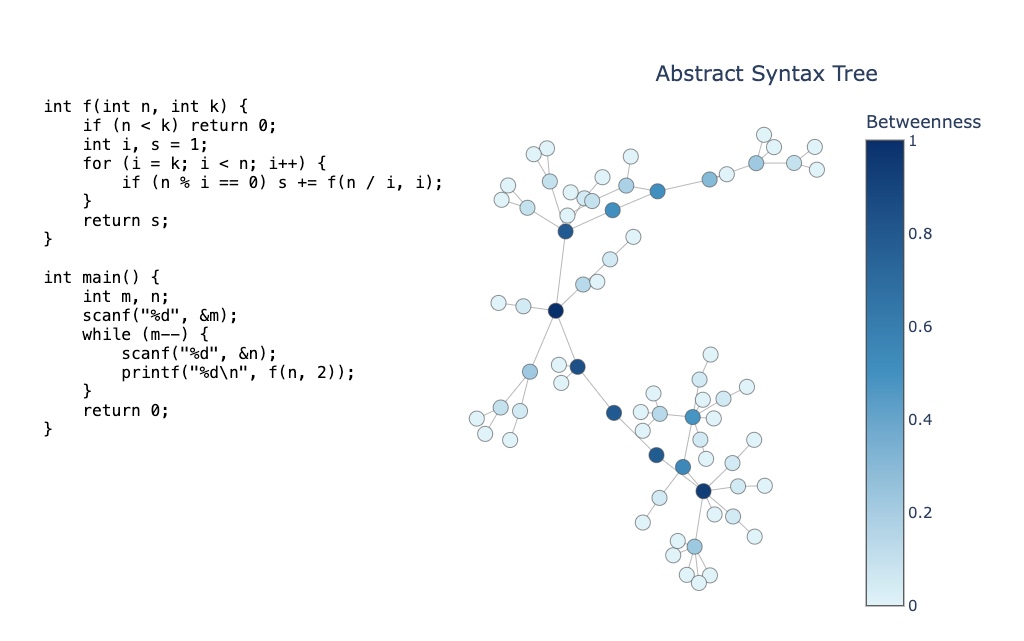 Abstract Syntax Tree
int f(int n, int k) {
    if (n < k) return 0;
    int i, s = 1;
    for (i = k; i < n; i++) {
        if (n % i == 0) s += f(n / i, i);
    }
    return s;
}
int main() {
    int m, n;
    scanf("%d", &m);
    while (m--) {
        scanf("%d", &n);
        printf("%d\n", f(n, 2));
    }
    return 0;
}
Betweenness
1
0.8
0.6
0.4
0.2
0